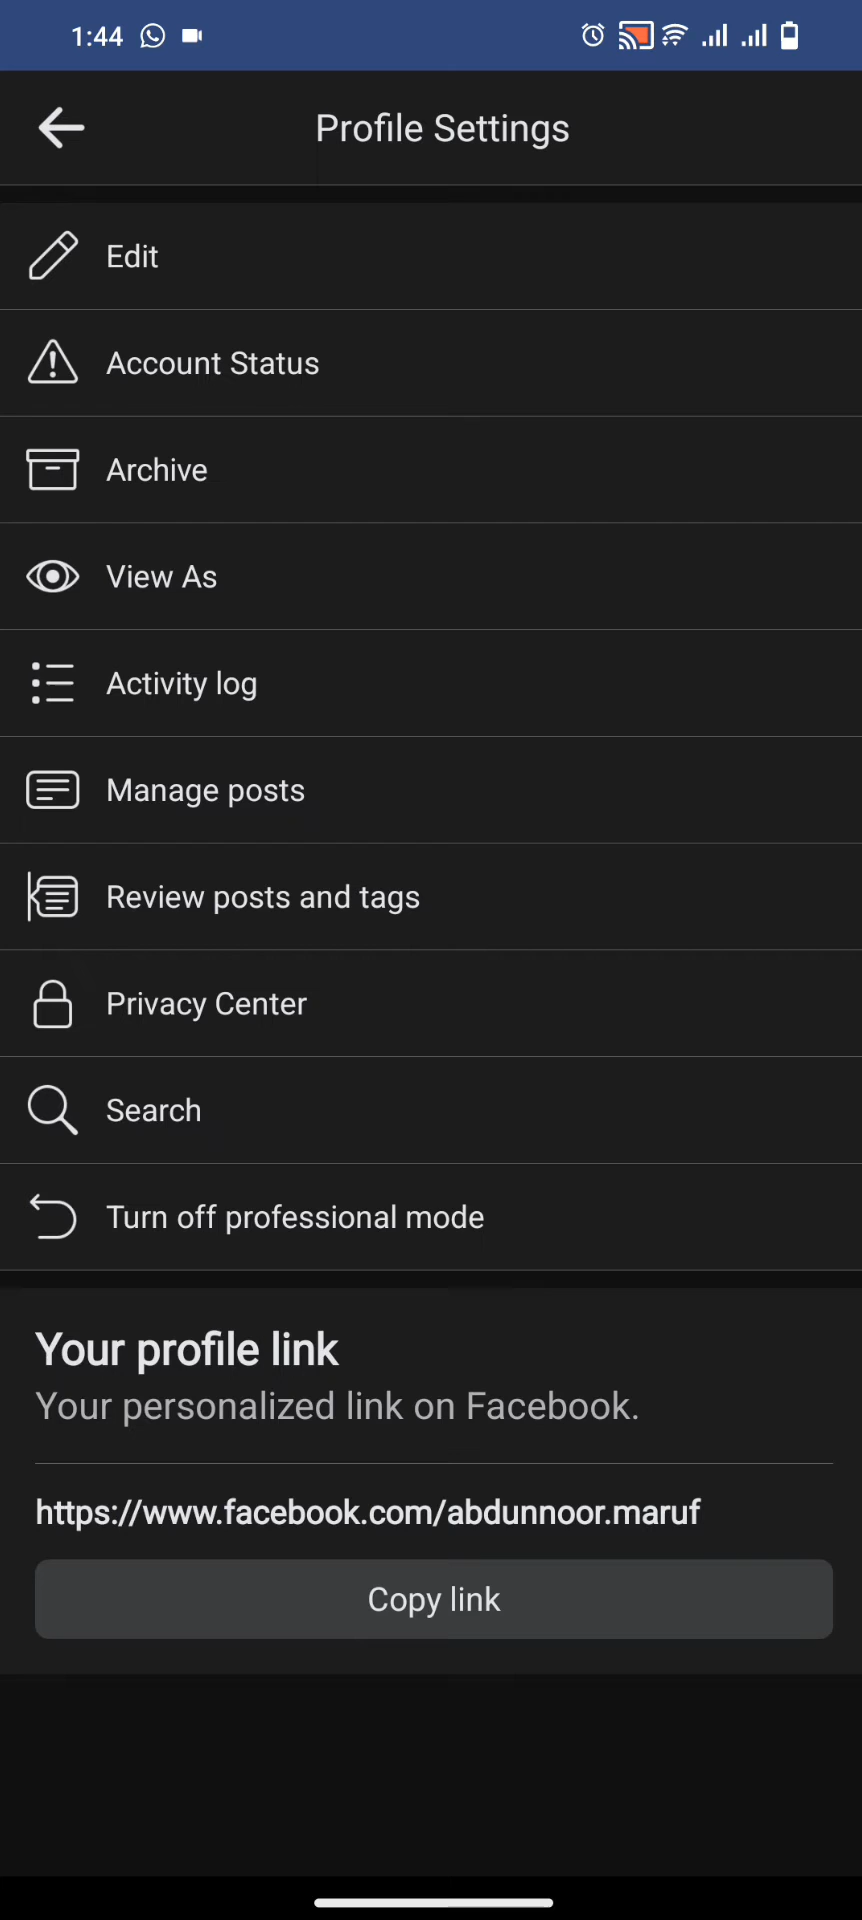 1:44
Profile Settings
Edit
Account Status
Archive
View As
Activity log
Manage posts
Review posts and tags
Privacy Center
Search
Turn off professional mode
Your profile link
Your personalized link on Facebook.
https://www.facebook.com/abdunnoor.maruf
Copy link